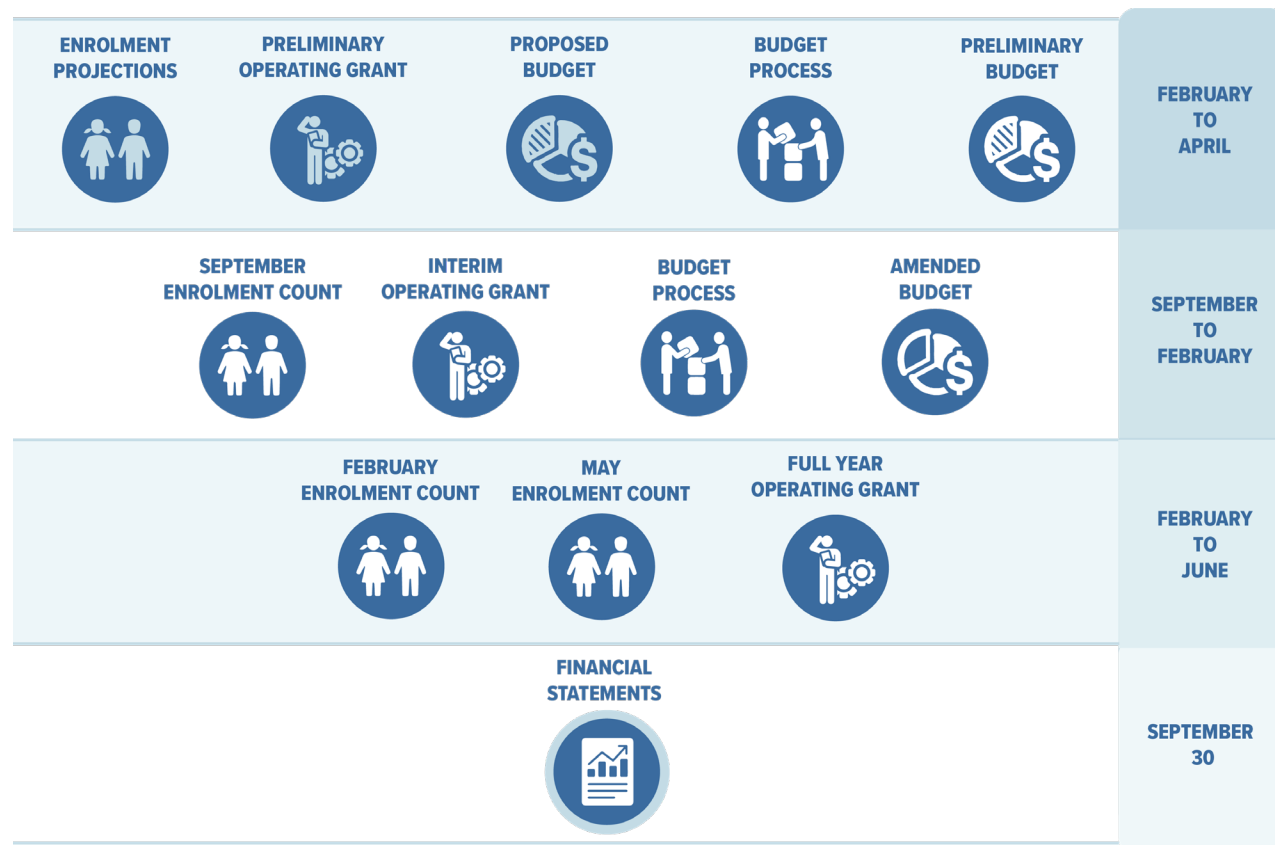 ENROLMENT
PROJECTIONS
PRELIMINARY
OPERATING GRANT
PROPOSED
BUDGET
BUDGET
PROCESS
PRELIMINARY
BUDGET
FEBRUARY
TO
APRIL
SEPTEMBER
ENROLMENT COUNT
INTERIM
OPERATING GRANT
BUDGET
PROCESS
AMENDED
BUDGET
SEPTEMBER
TO
FEBRUARY
FEBRUARY
ENROLMENT COUNT
MAY
ENROLMENT COUNT
FULL YEAR
OPERATING GRANT
FEBRUARY
TO
JUNE
FINANCIAL
STATEMENTS
SEPTEMBER
30